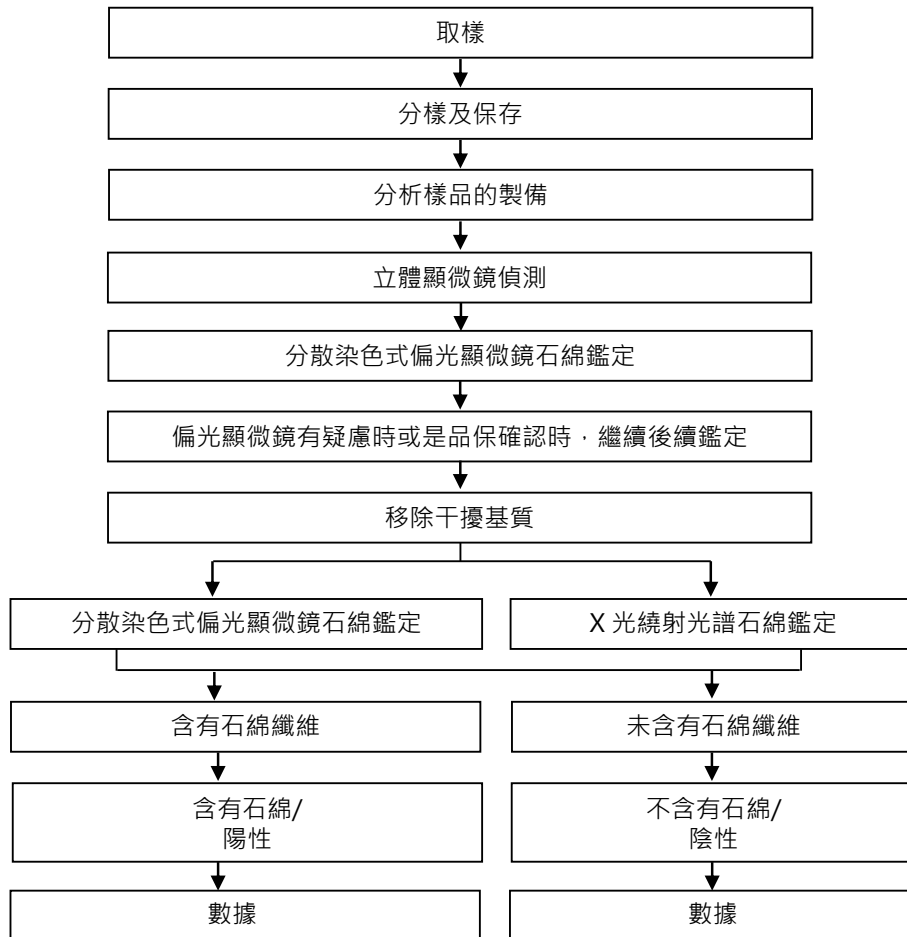 取樣
分樣及保存
分析樣品的製備
立體顯微鏡偵測
分散染色式偏光顯微鏡石綿鑑定
偏光顯微鏡有疑慮時或是品保確認時，繼續後續鑑定
移除干擾基質
分散染色式偏光顯微鏡石綿鑑定
X 光繞射光譜石綿鑑定
含有石綿纖維
未含有石綿纖維
含有石綿/
陽性
不含有石綿/
陰性
數據
數據